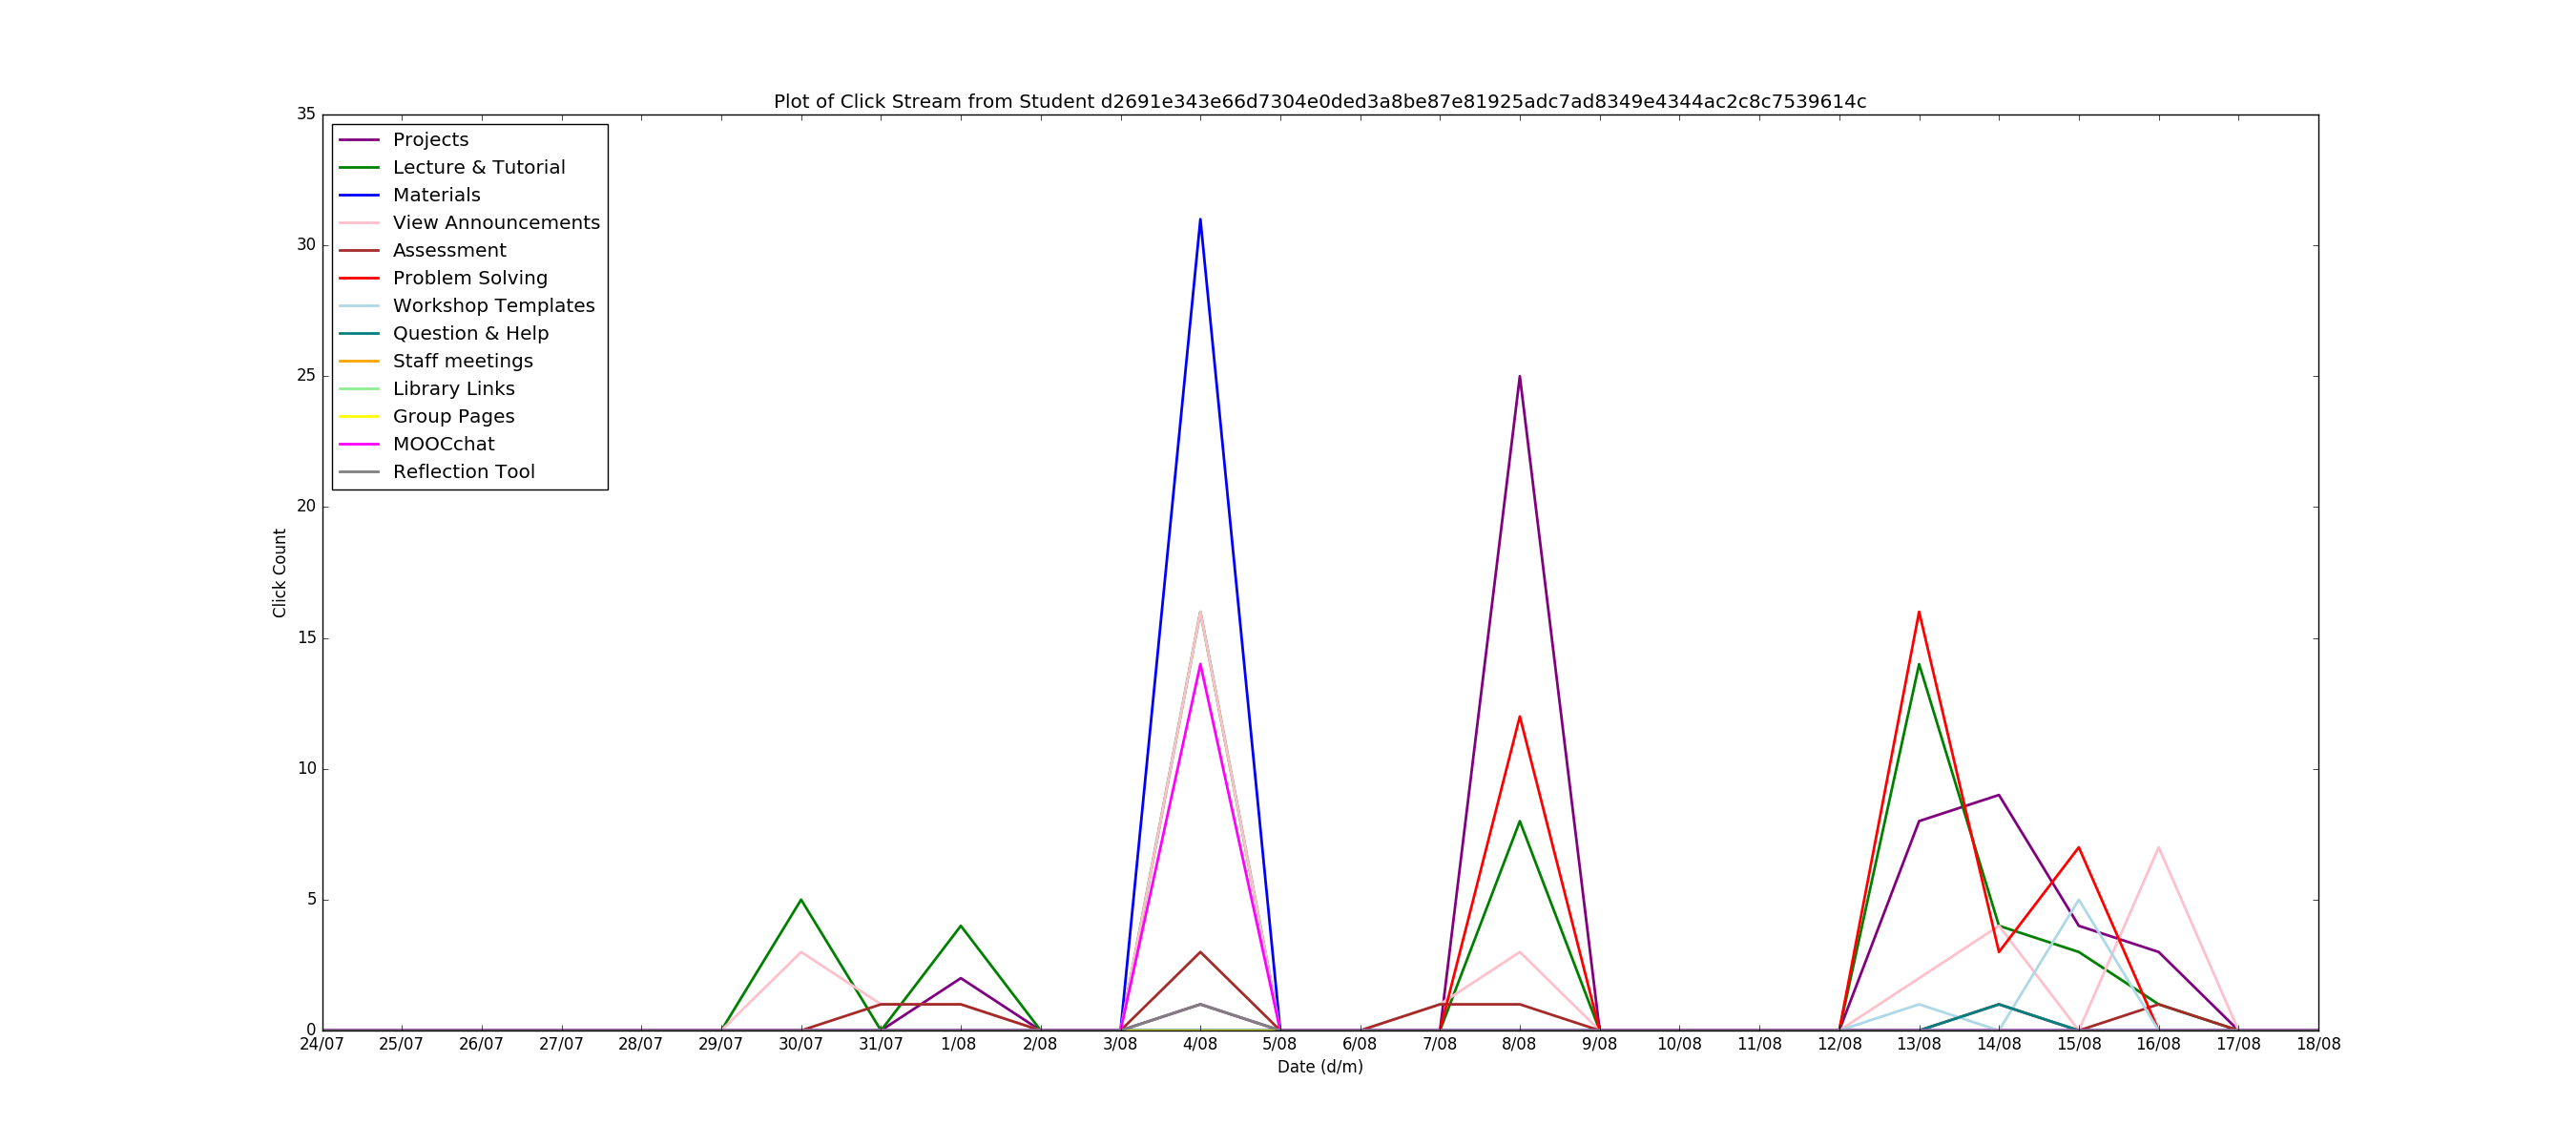 Plot of Click Stream from Student d2691e343e66d7304e0ded3a8be87e81925adc7ad8349e4344ac2c8c7539614c
35
30
25
20
15
10
5
0
Click Count
Projects
Lecture & Tutorial
Materials
View Announcements
Assessment
Problem Solving
Workshop Templates
Question & Help
Staff meetings
Library Links
Group Pages
MOOCchat
Reflection Tool
24/07 25/07 26/07 27/07 28/07 29/07 30/07 31/07 1/08 2/08 3/08 4/08 5/08 6/08 7/08 8/08 9/08 10/08 11/08 12/08 13/08 14/08 15/08 16/08 17/08 18/08
Date (d/m)